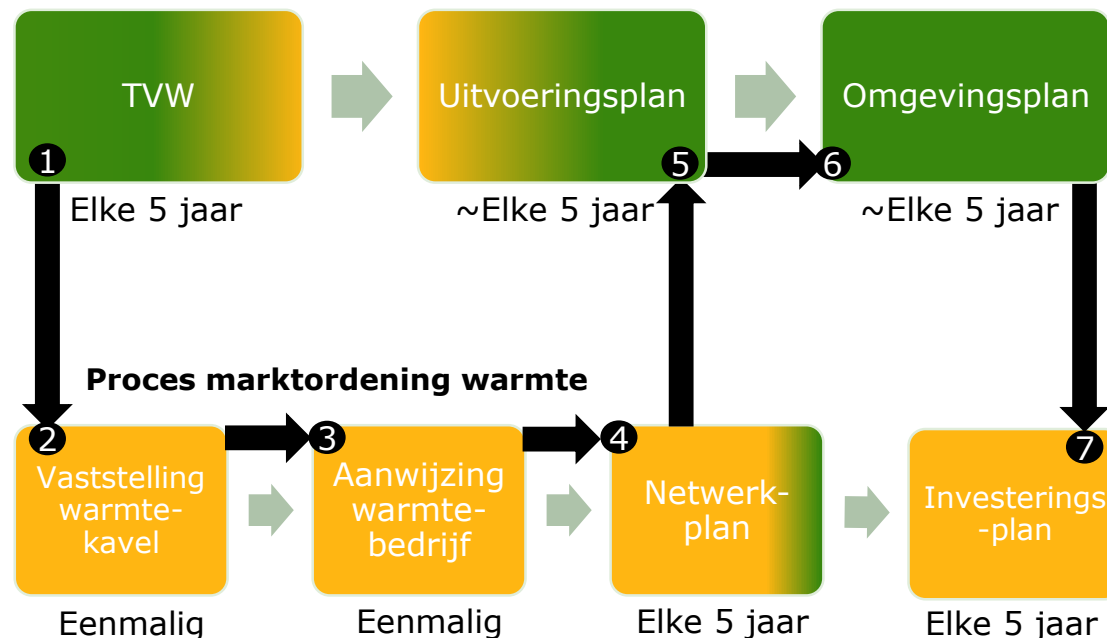 TVW
1
Elke 5 jaar
Uitvoeringsplan
5
~Elke 5 jaar
Omgevingsplan
6
~Elke 5 jaar
Proces marktordening warmte
2
Vaststelling
warmte-
kavel
Eenmalig
3
Aanwijzing
warmte-
bedrijf
Eenmalig
4
Netwerk-
plan
Elke 5 jaar
7
Investerings
-plan
Elke 5 jaar